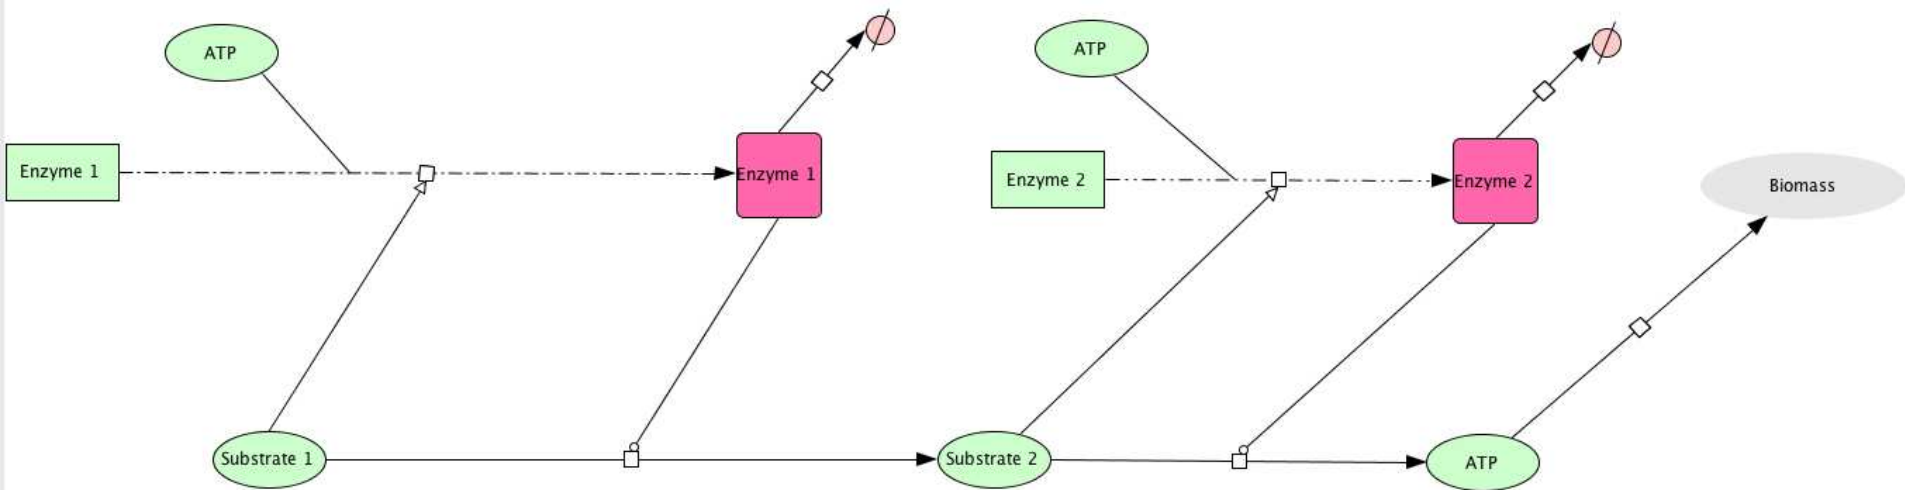 ATP
ATP
Enzyme 1
Enzyme 1
Enzyme 2
Enzyme 2
Biomass
Substrate 1
Substrate 2
ATP